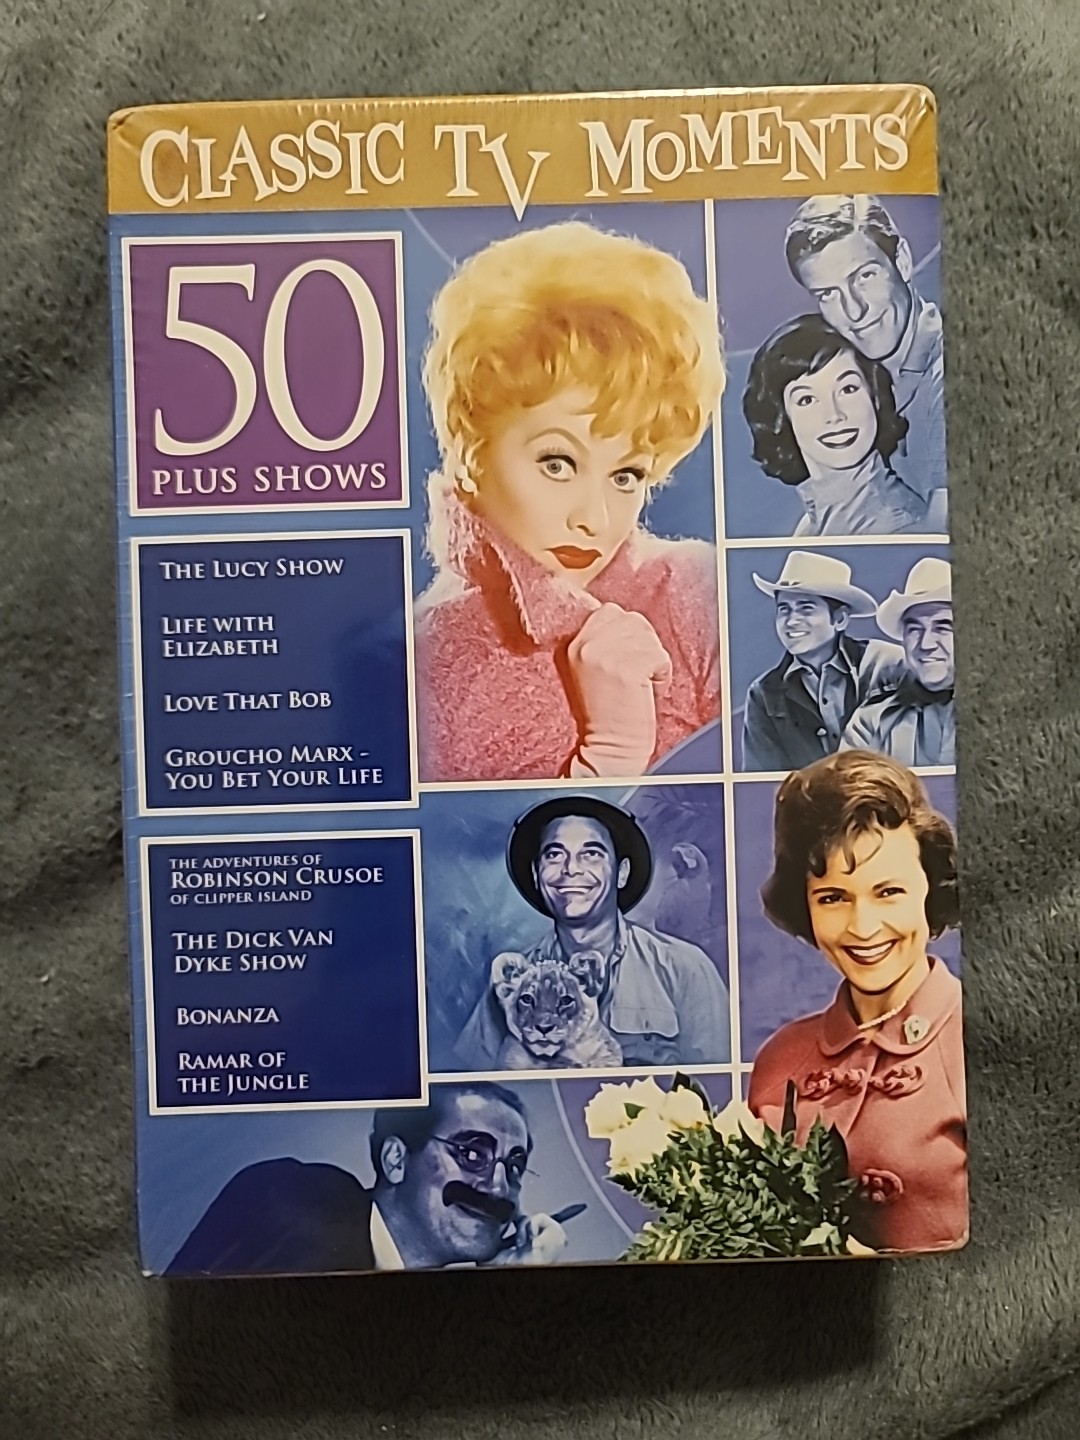 CLASSIC TV MOMENTS
50
PLUS SHOWS
THE LUCY SHOW
LIFE WITH
ELIZABETH
LOVE THAT BOB
GROUCHO MARX -
YOU BET YOUR LIFE
THE ADVENTURES OF
ROBINSON CRUSOE
OF CLIPPER ISLAND
THE DICK VAN
DYKE SHOW
BONANZA
RAMAR OF
THE JUNGLE